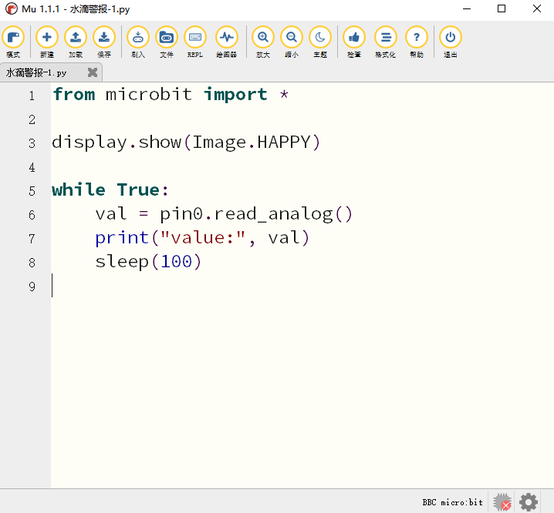 Mu 1.1.1 - 水滴警报-1.py
模式 新建 加载 保存 刷入 文件 REPL 绘图器 放大 缩小 主题 检查 格式化 帮助 退出
水滴警报-1.py
1 from microbit import *
2
3 display.show(Image.HAPPY)
4
5 while True:
6 val = pin0.read_analog()
7 print("value:", val)
8 sleep(100)
9
BBC micro:bit